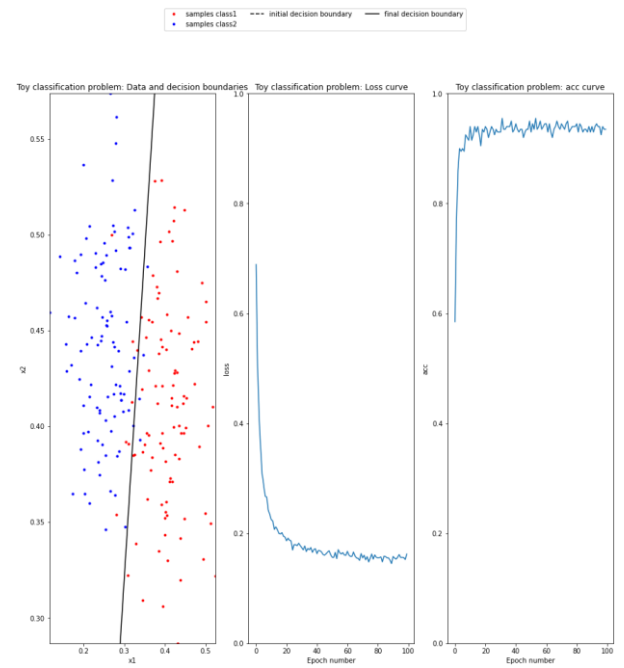 samples class1
samples class2
initial decision boundary
final decision boundary
Toy classification problem: Data and decision boundaries
0.55
0.50
0.45
0.40
0.35
0.30
x2
0.2
0.3
0.4
0.5
x1
Toy classification problem: Loss curve
1.0
0.8
0.6
0.4
0.2
0.0
loss
0
20
40
60
80
100
Epoch number
Toy classification problem: acc curve
1.0
0.8
0.6
0.4
0.2
0.0
acc
0
20
40
60
80
100
Epoch number